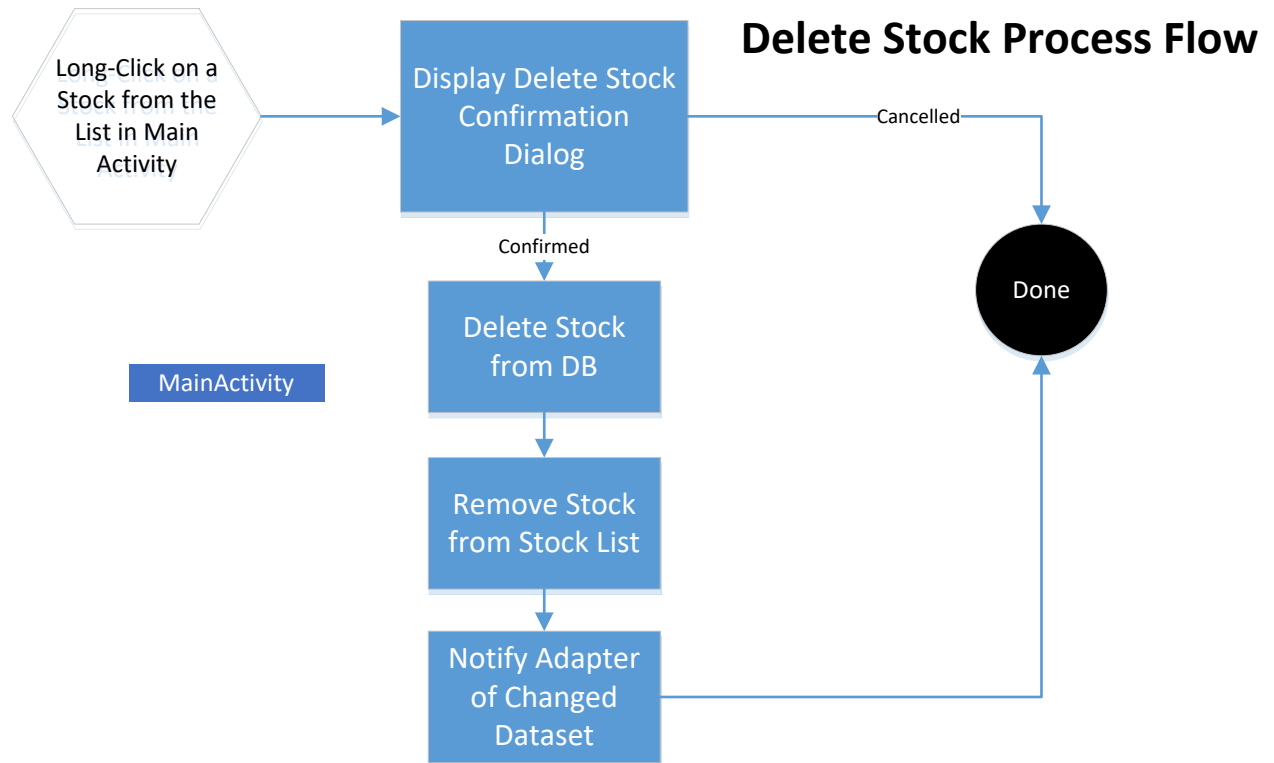 Delete Stock Process Flow
Long-Click on a
Stock from the
List in Main
Activity
Display Delete Stock
Confirmation
Dialog
Cancelled
Confirmed
Done
Delete Stock
from DB
MainActivity
Remove Stock
from Stock List
Notify Adapter
of Changed
Dataset